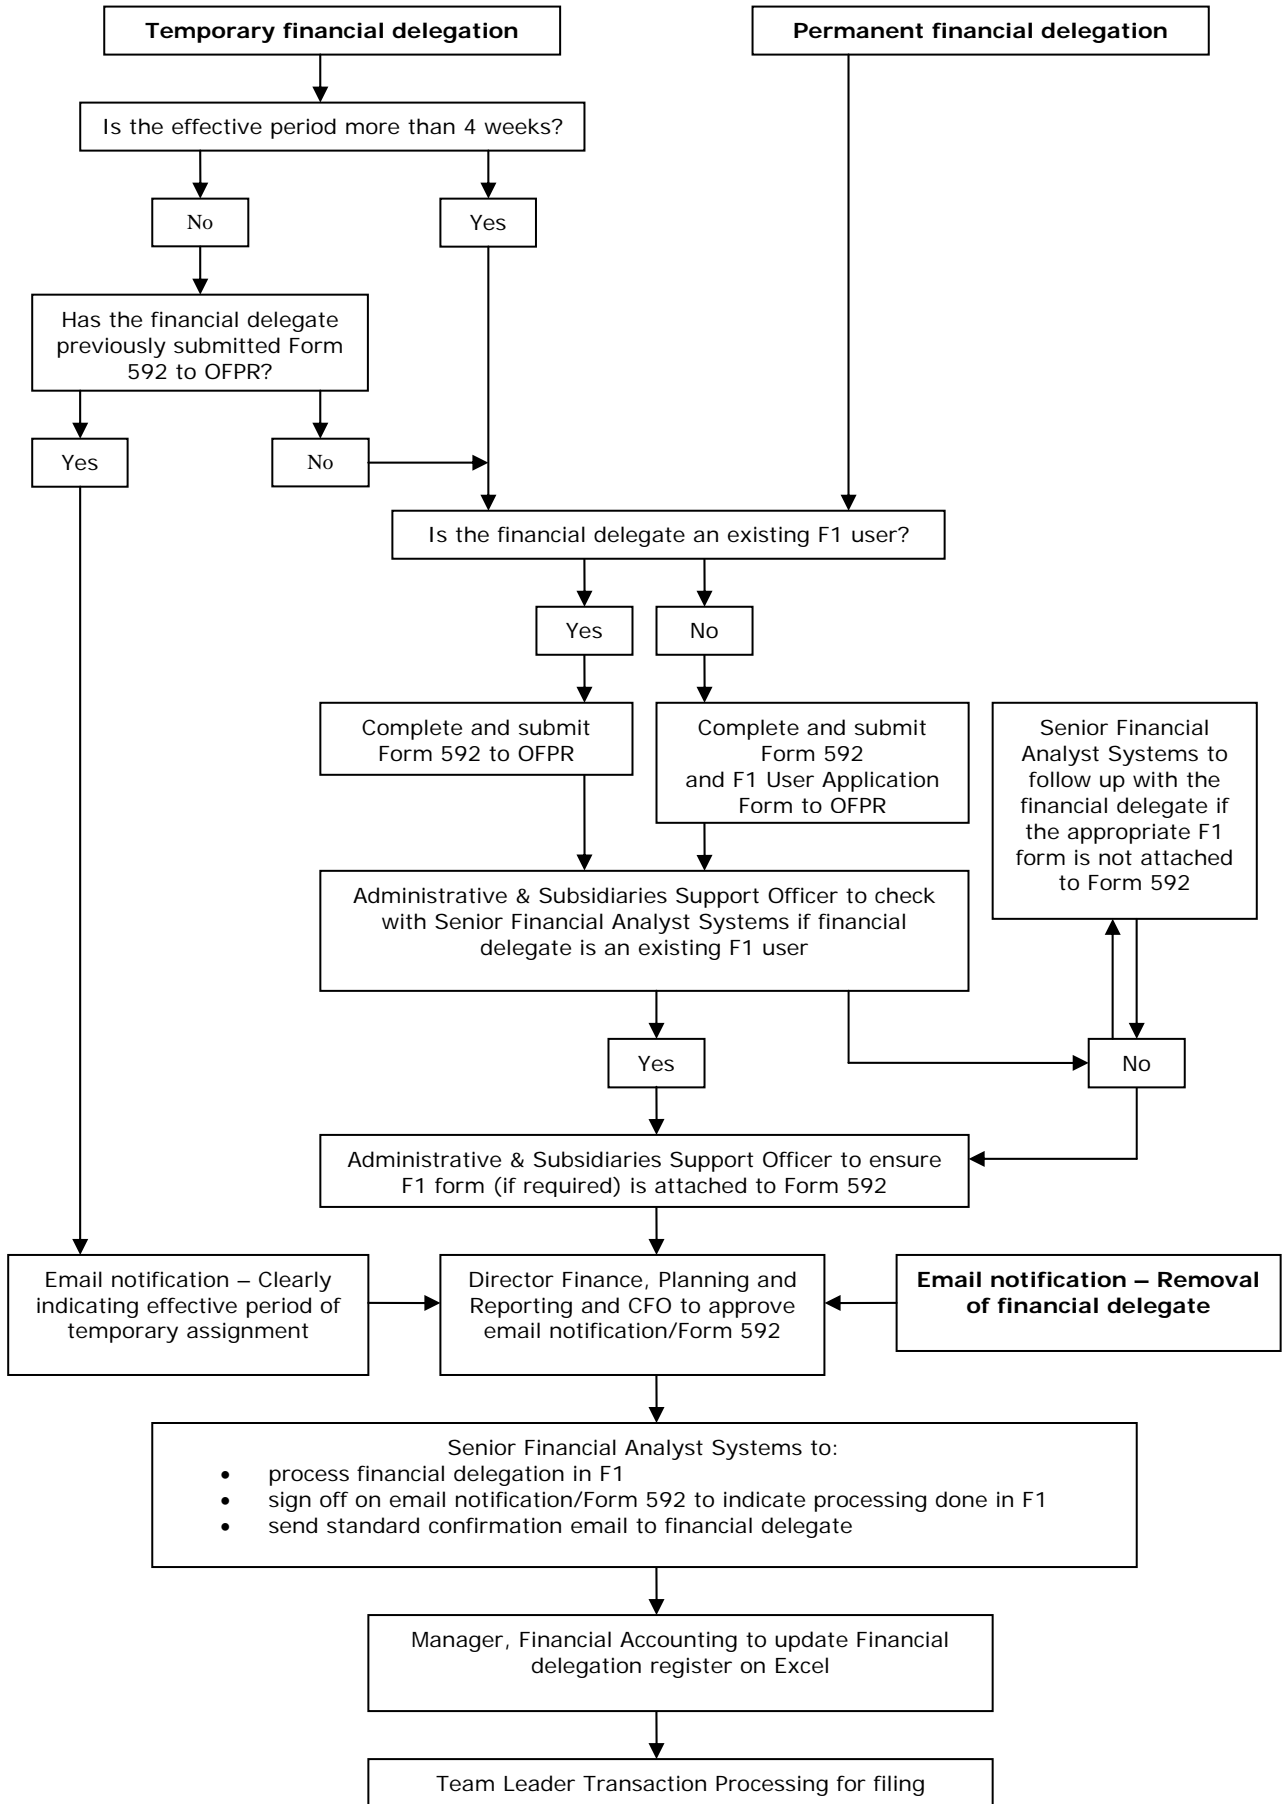 Temporary financial delegation
Permanent financial delegation
Is the effective period more than 4 weeks?
No
Yes
Has the financial delegate
previously submitted Form
592 to OFPR?
Yes
No
Is the financial delegate an existing F1 user?
Yes
No
Complete and submit
Form 592 to OFPR
Complete and submit
Form 592
and F1 User Application
Form to OFPR
Senior Financial
Analyst Systems to
follow up with the
financial delegate if
the appropriate F1
form is not attached
to Form 592
Administrative & Subsidiaries Support Officer to check
with Senior Financial Analyst Systems if financial
delegate is an existing F1 user
Yes
No
Administrative & Subsidiaries Support Officer to ensure
F1 form (if required) is attached to Form 592
Email notification – Clearly
indicating effective period of
temporary assignment
Director Finance, Planning and
Reporting and CFO to approve
email notification/Form 592
Email notification – Removal
of financial delegate
Senior Financial Analyst Systems to:
• process financial delegation in F1
• sign off on email notification/Form 592 to indicate processing done in F1
• send standard confirmation email to financial delegate
Manager, Financial Accounting to update Financial
delegation register on Excel
Team Leader Transaction Processing for filing